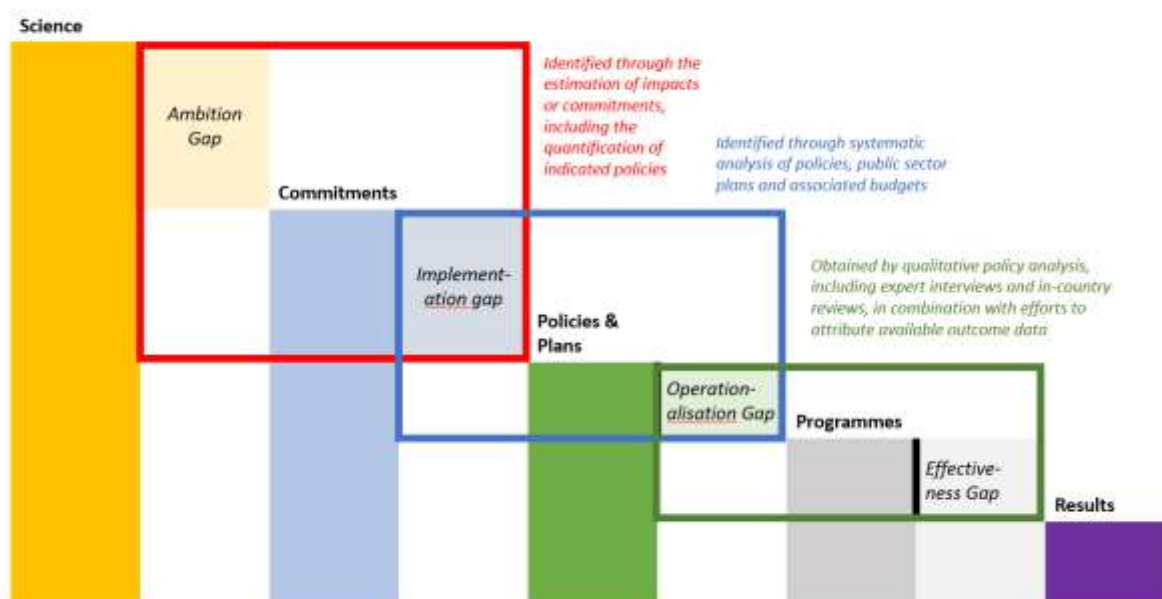 Science
Ambition
Gap
Identified through the
estimation of impacts
or commitments,
including the
quantification of
indicated policies
Identified through systematic
analysis of policies, public sector
plans and associated budgets
Commitments
Implement-
ation gap
Obtained by qualitative policy analysis,
including expert interviews and in-country
reviews, in combination with efforts to
attribute available outcome data
Policies &
Plans
Operation-
alisation Gap
Programmes
Effective-
ness Gap
Results